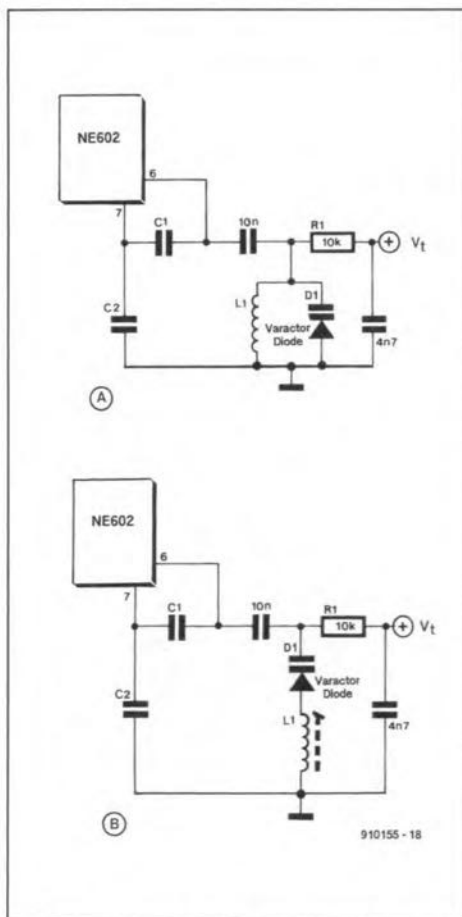 NE602
6
7
C1
10n
R1
10k
+ Vt
C2
L1
D1
Varactor
Diode
4n7
A
NE602
6
7
C1
10n
R1
10k
+ Vt
D1
Varactor
Diode
C2
L1
4n7
B
910155 - 18